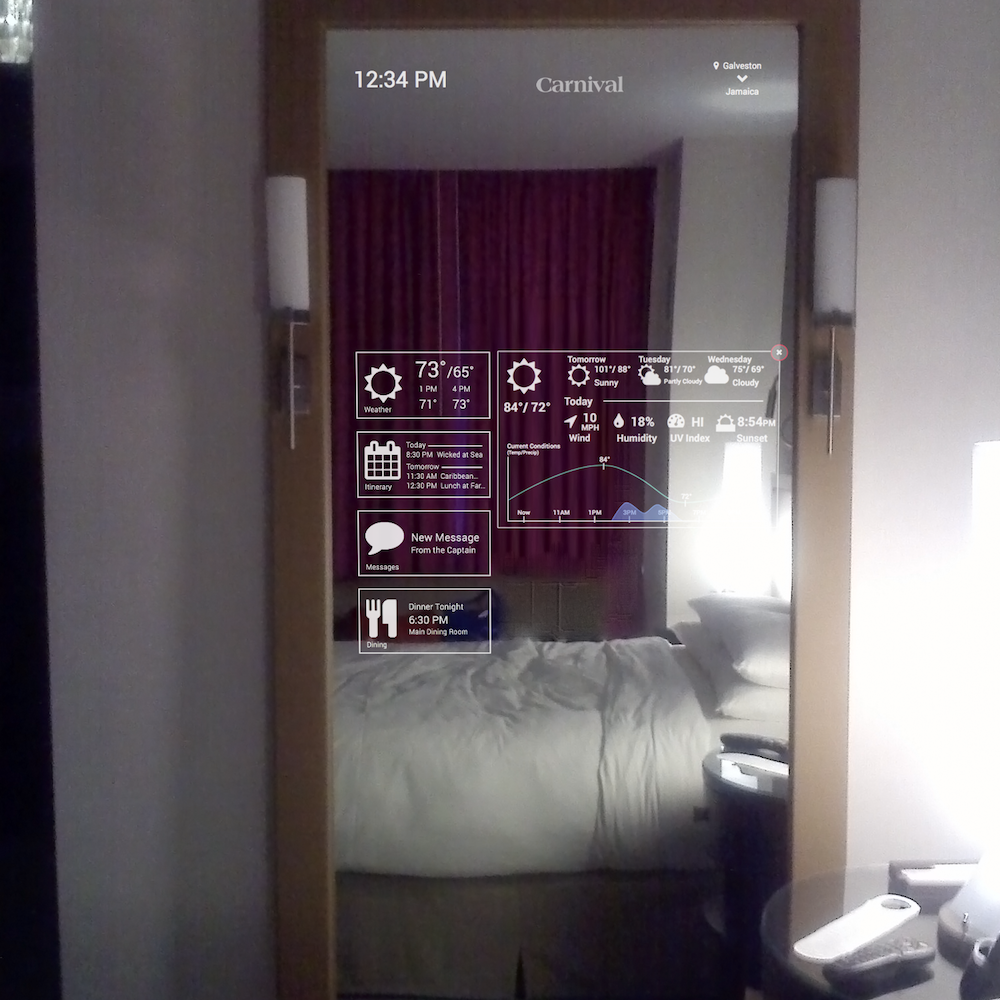 12:34 PM
Carnival
Galveston
Jamaica
73°/65°
1 PM 4 PM
71° 73°
Weather
Today
8:30 PM Wicked at Sea
Tomorrow
11:30 AM Caribbean...
12:30 PM Lunch at Far...
Itinerary
New Message
From the Captain
Messages
Dinner Tonight
6:30 PM
Main Dining Room
Dining
84°/ 72°
Tomorrow
101°/ 88°
Sunny
Tuesday
81°/ 70°
Partly Cloudy
Wednesday
75°/ 69°
Cloudy
Today
10 MPH
Wind
18%
Humidity
HI
UV Index
8:54PM
Sunset
Current Conditions
(Temp/Precip)
84°
72°
Now 11AM 1PM 3PM